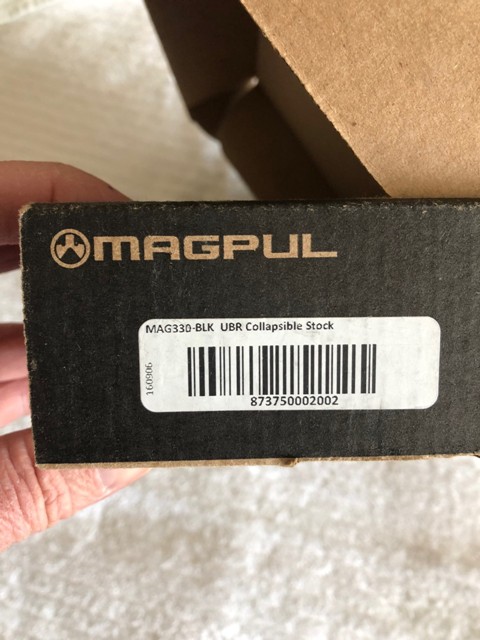 MAGPUL
MAG330-BLK UBR Collapsible Stock
160906
873750002002